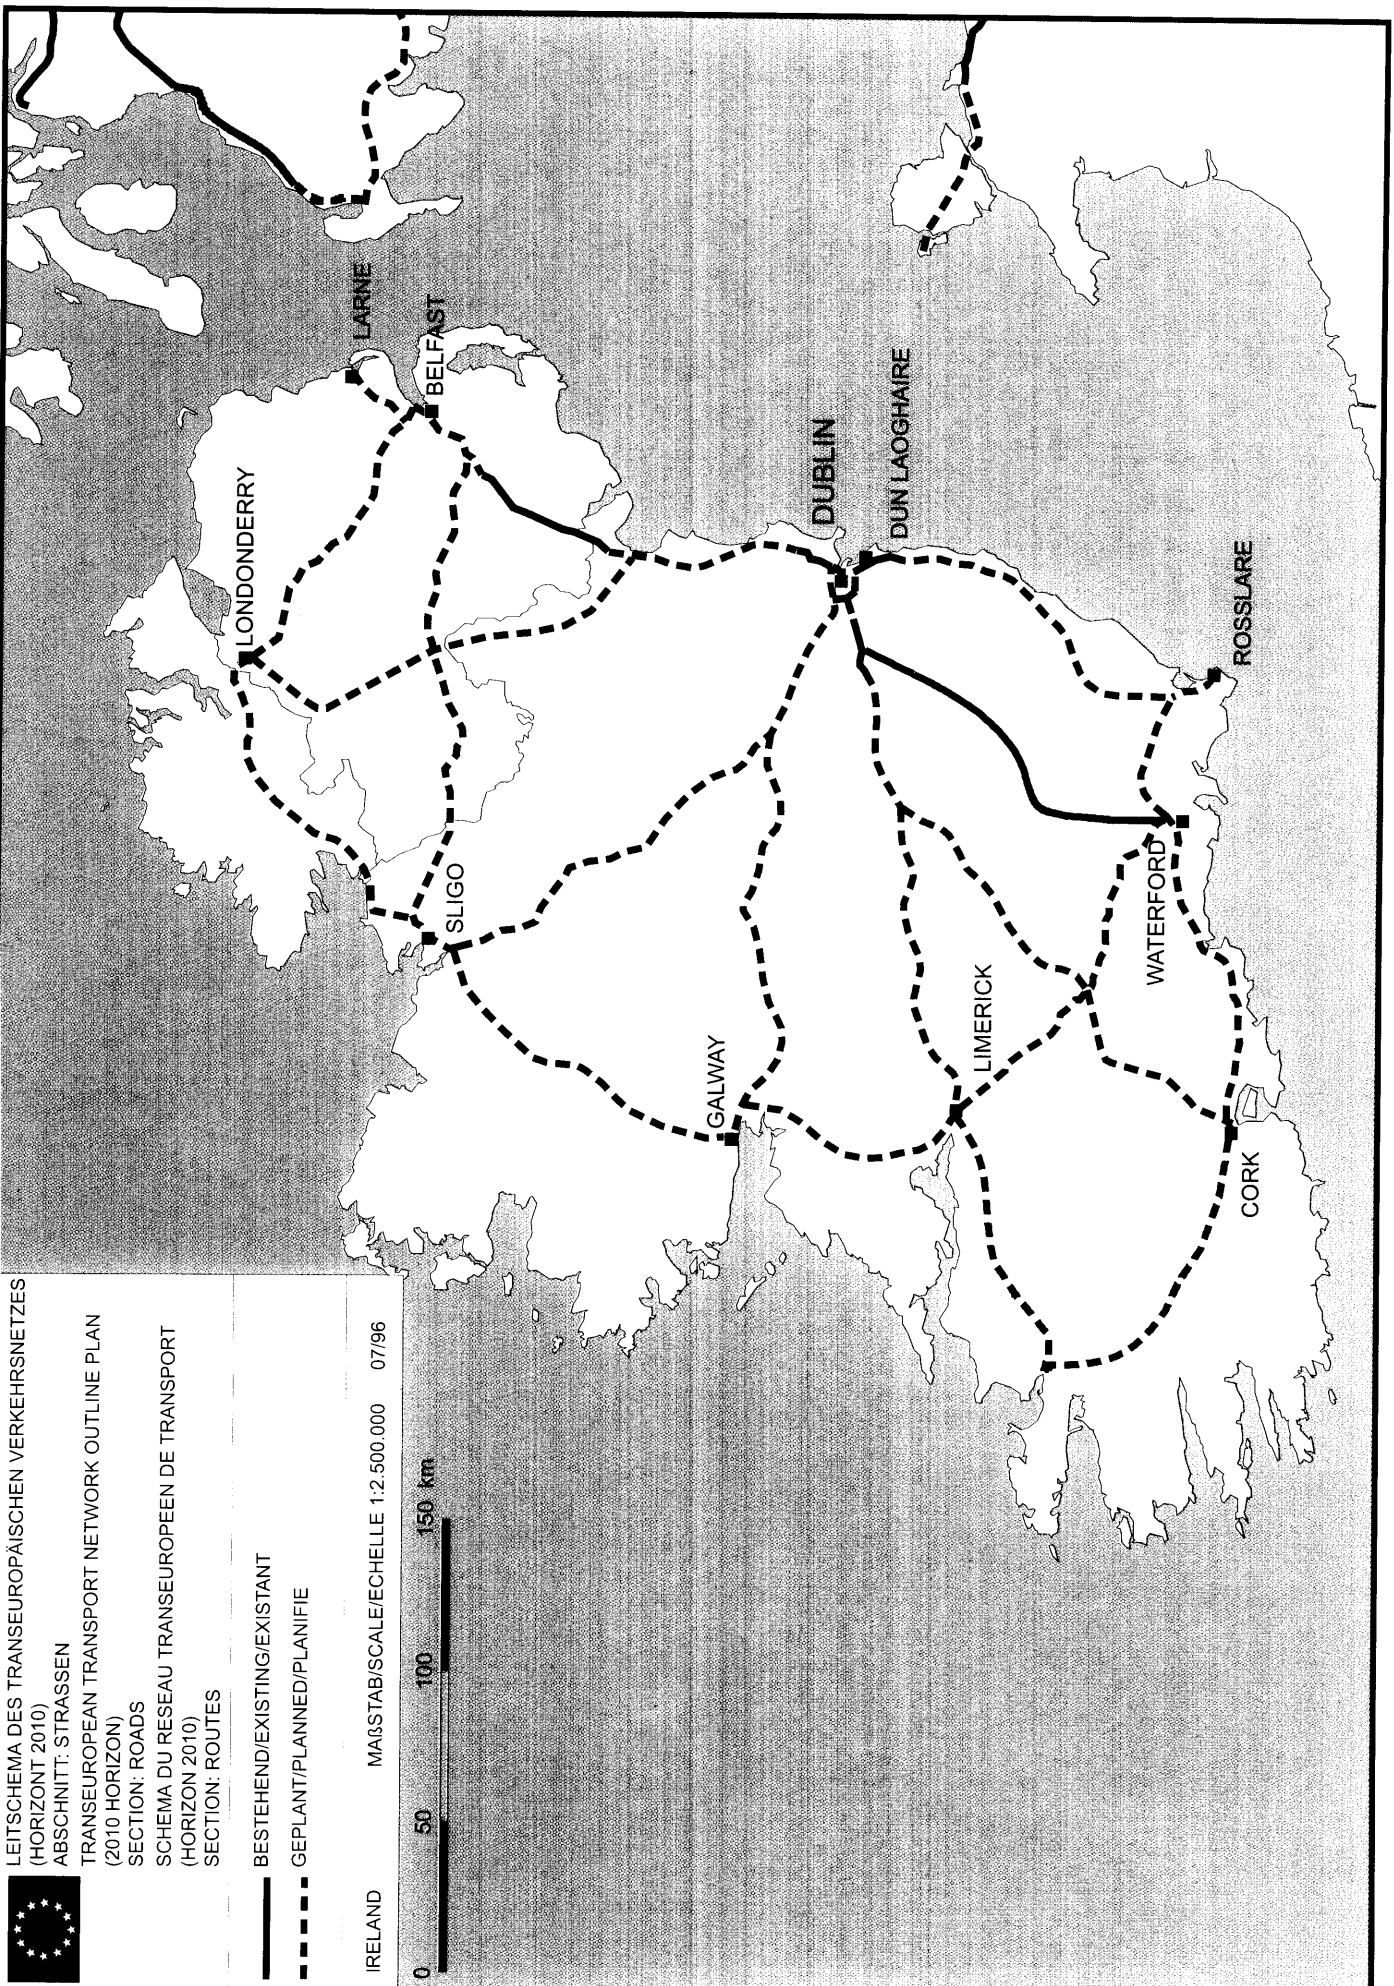 LEITSCHEMA DES TRANSEUROPÄISCHEN VERKEHRSNETZES
(HORIZONT 2010)
ABSCHNITT: STRASSEN
TRANSEUROPEAN TRANSPORT NETWORK OUTLINE PLAN
(2010 HORIZON)
SECTION: ROADS
SCHEMA DU RESEAU TRANSEUROPEEN DE TRANSPORT
(HORIZON 2010)
SECTION: ROUTES
BESTEHEND/EXISTING/EXISTANT
GEPLANT/PLANNED/PLANIFIE
IRELAND MAßSTAB/SCALE/ECHELLE 1:2.500.000 07/96
0 50 100 150 km
LONDONDERRY
LARNE
BELFAST
SLIGO
GALWAY
DUBLIN
DUN LAOGHAIRE
LIMERICK
WATERFORD
ROSSLARE
CORK